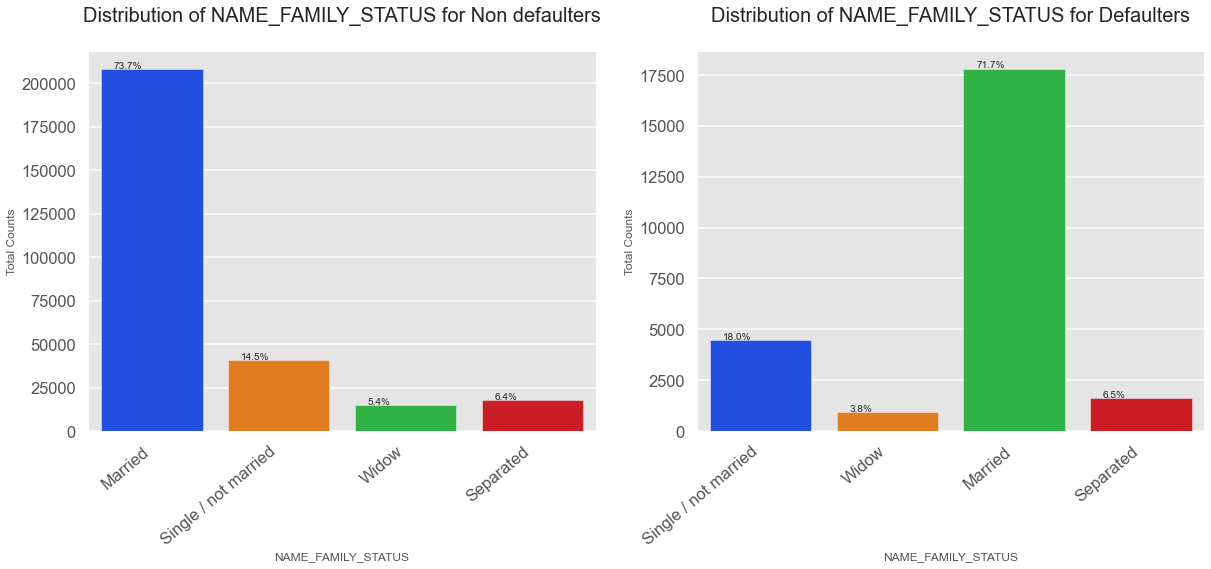 Distribution of NAME_FAMILY_STATUS for Non defaulters
Total Counts
200000
175000
150000
125000
100000
75000
50000
25000
0
73.7%
14.5%
5.4%
6.4%
Married
Single / not married
Widow
Separated
NAME_FAMILY_STATUS
Distribution of NAME_FAMILY_STATUS for Defaulters
Total Counts
17500
15000
12500
10000
7500
5000
2500
0
18.0%
3.8%
71.7%
6.5%
Single / not married
Widow
Married
Separated
NAME_FAMILY_STATUS